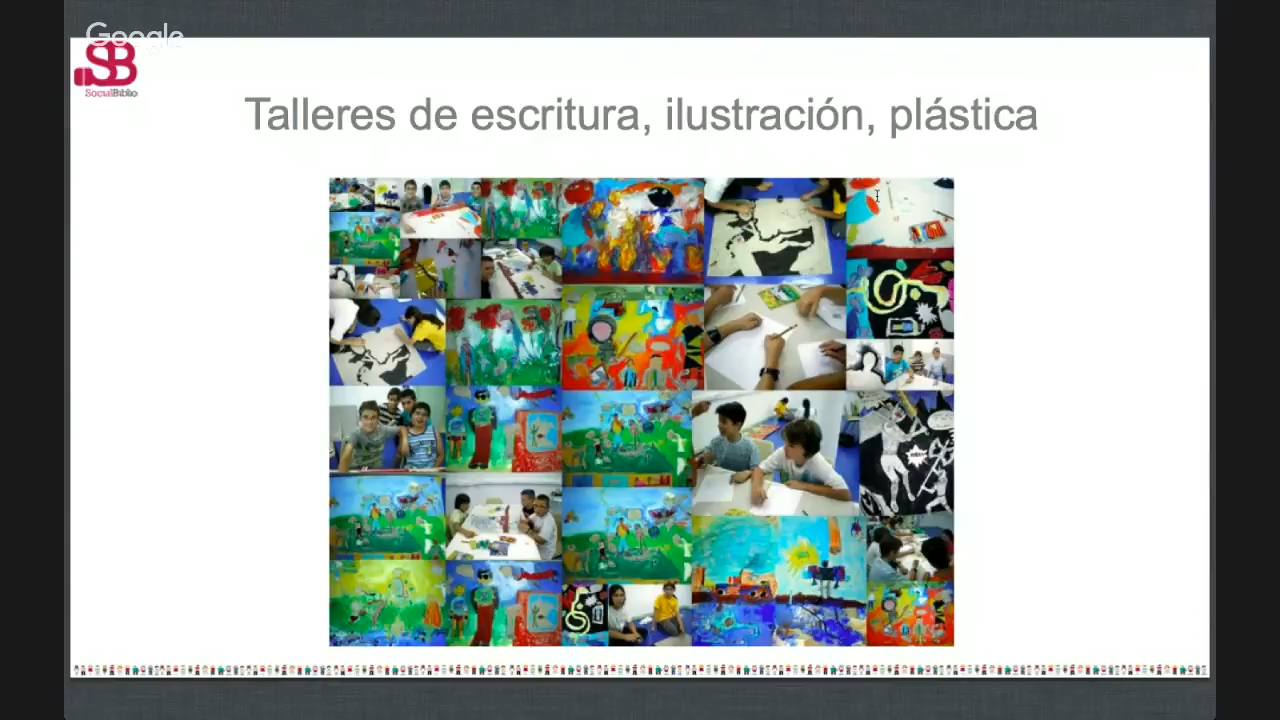 Google
SB
SocialBiblio
Talleres de escritura, ilustración, plástica